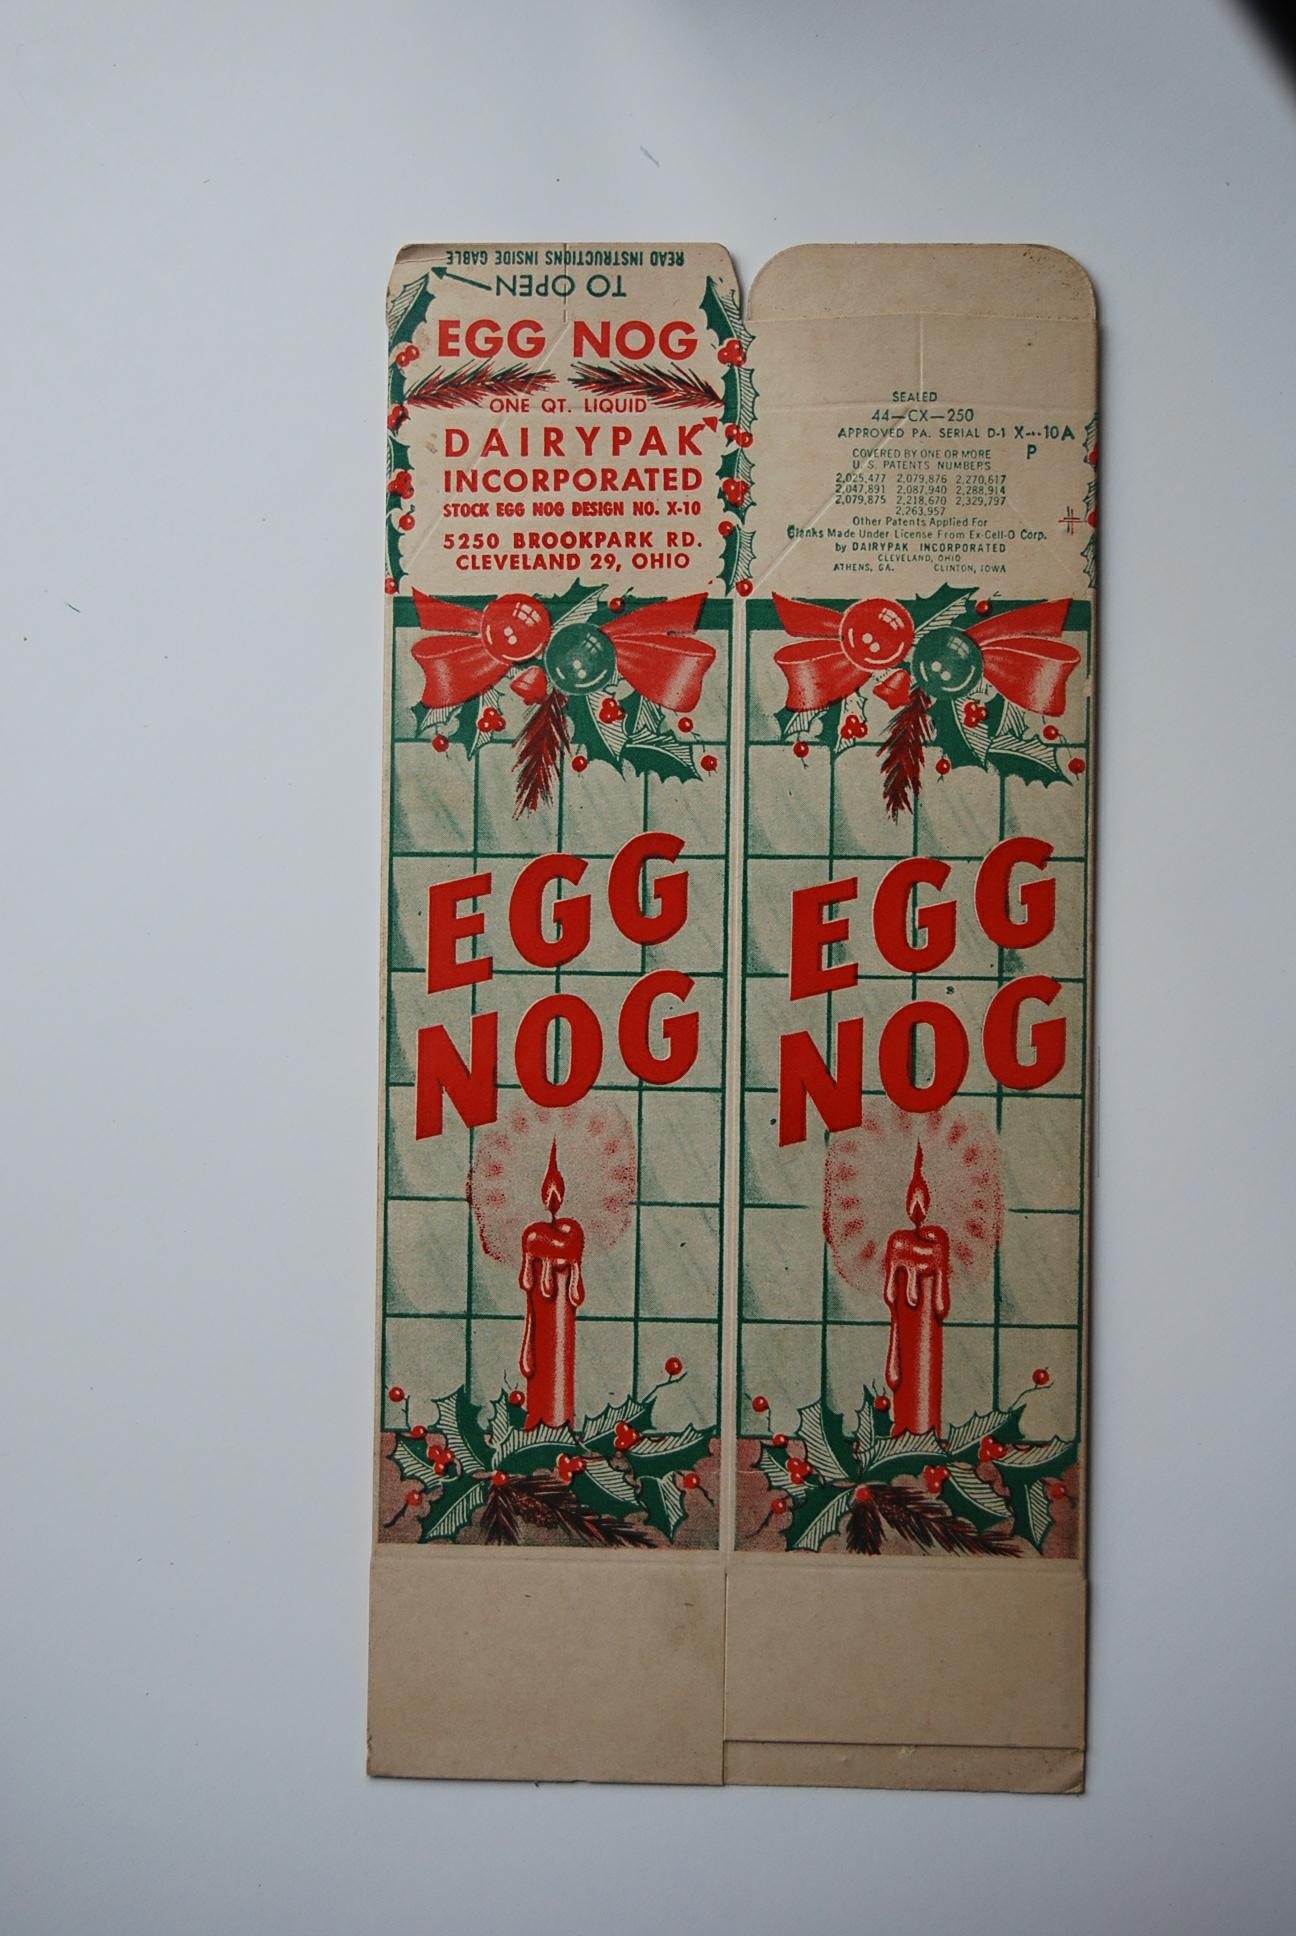 READ INSTRUCTIONS INSIDE GABLE
TO OPEN
EGG NOG
ONE QT. LIQUID
DAIRYPAK
INCORPORATED
STOCK EGG NOG DESIGN NO. X-10
5250 BROOKPARK RD.
CLEVELAND 29, OHIO
EGG
NOG
SEALED
44-CX-250
APPROVED PA. SERIAL D-1 X--10A
P
COVERED BY ONE OR MORE
U. S. PATENTS NUMBERS
2,025,477 2,079,876 2,270,617
2,047,891 2,087,940 2,288,914
2,079,875 2,218,670 2,329,797
2,263,957
Other Patents Applied For
Blanks Made Under License From Ex-Cell-O Corp.
by DAIRYPAK INCORPORATED
CLEVELAND, OHIO
ATHENS, GA. CLINTON, IOWA
EGG
NOG